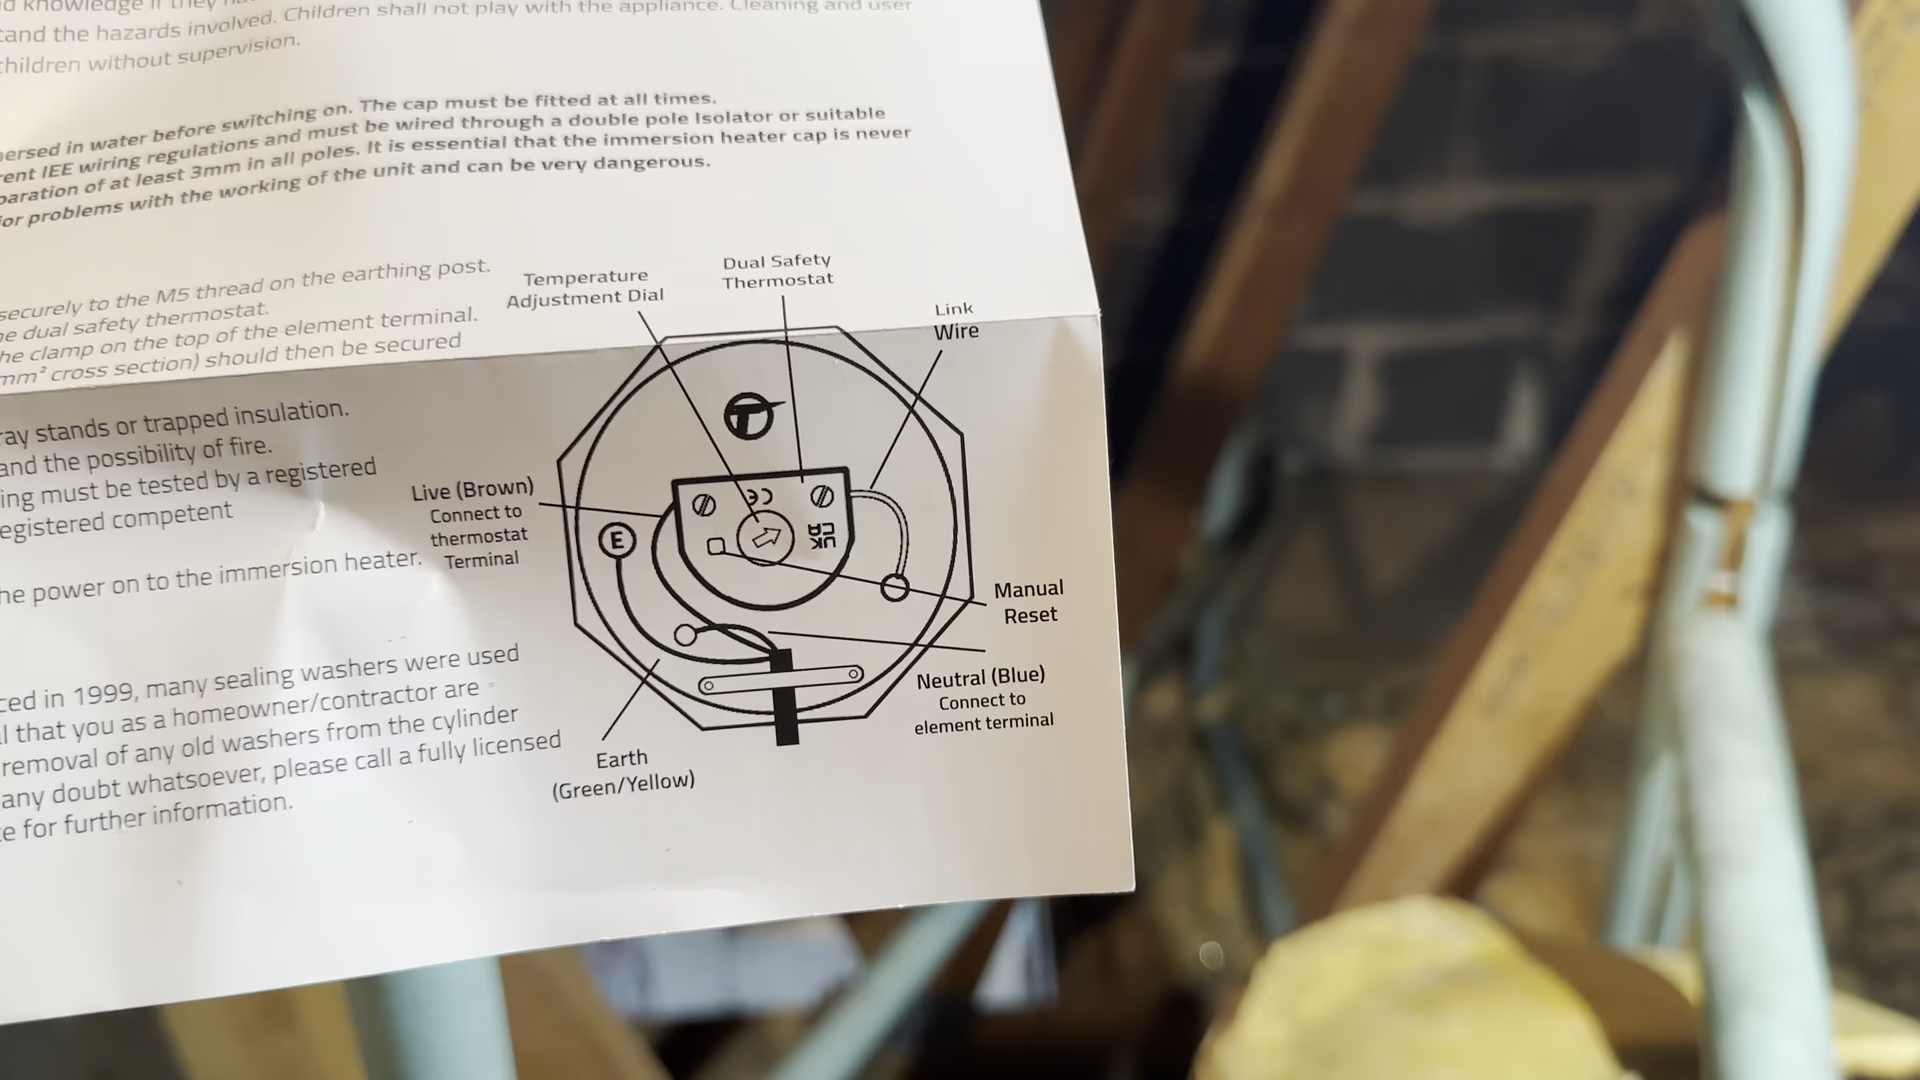 knowledge if they
tand the hazards involved. Children shall not play with the appliance. Cleaning and user
children without supervision.
ersed in water before switching on. The cap must be fitted at all times.
rent IEE wiring regulations and must be wired through a double pole Isolator or suitable
paration of at least 3mm in all poles. It is essential that the immersion heater cap is never
for problems with the working of the unit and can be very dangerous.
securely to the M5 thread on the earthing post.
ne dual safety thermostat.
he clamp on the top of the element terminal.
mm² cross section) should then be secured
ray stands or trapped insulation.
and the possibility of fire.
ing must be tested by a registered
egistered competent
he power on to the immersion heater.
ced in 1999, many sealing washers were used
l that you as a homeowner/contractor are
removal of any old washers from the cylinder
any doubt whatsoever, please call a fully licensed
e for further information.
Temperature
Adjustment Dial
Dual Safety
Thermostat
Link
Wire
Live (Brown)
Connect to
thermostat
Terminal
E
CE
UK
CA
Manual
Reset
Neutral (Blue)
Connect to
element terminal
Earth
(Green/Yellow)